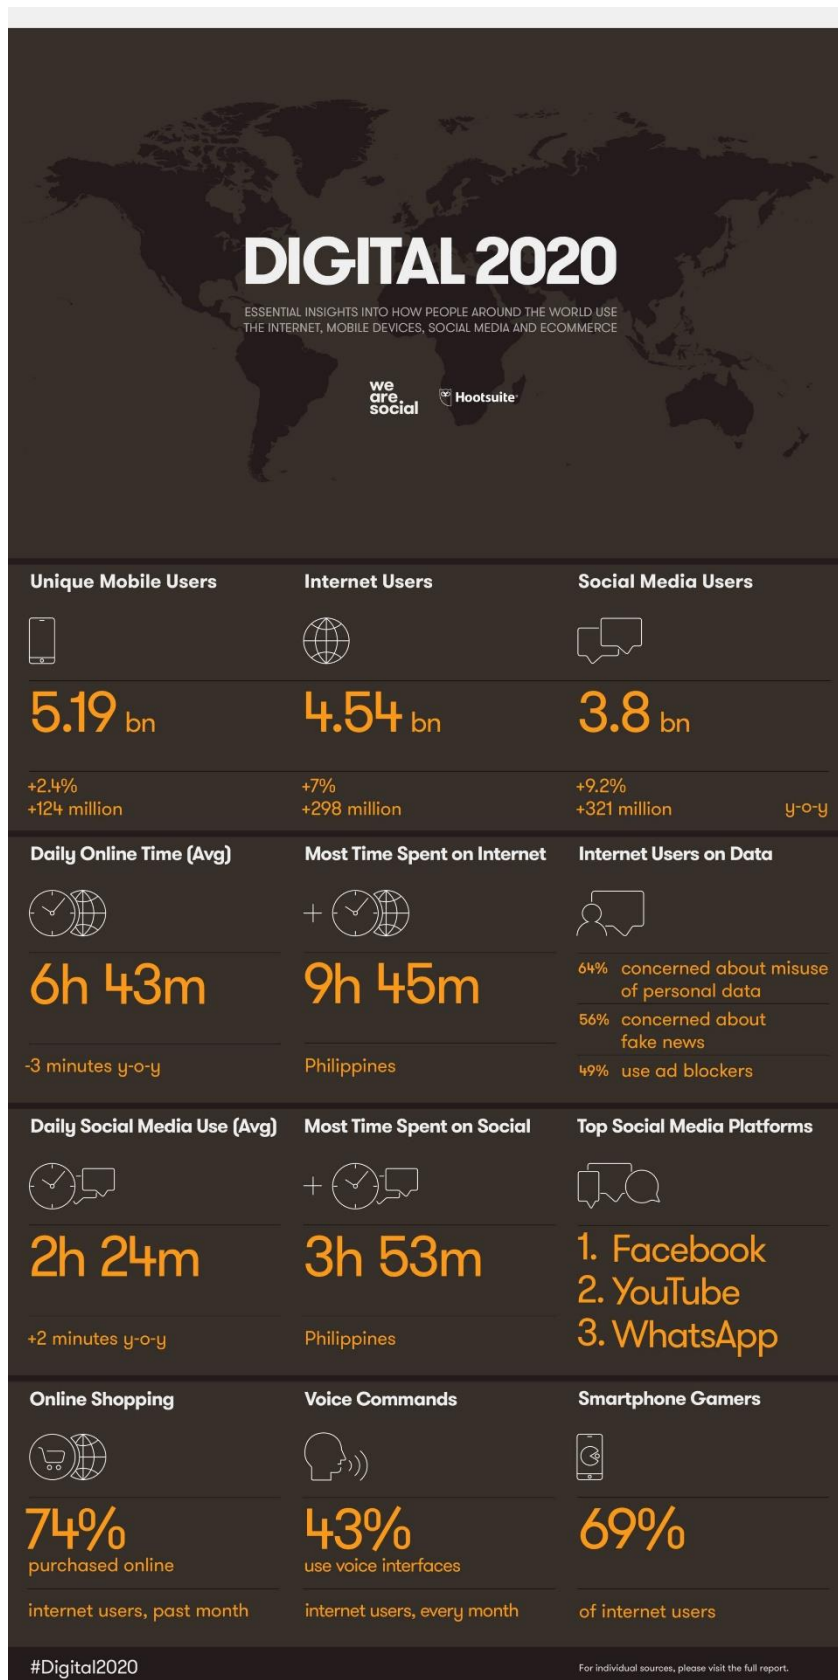 DIGITAL 2020
ESSENTIAL INSIGHTS INTO HOW PEOPLE AROUND THE WORLD USE
THE INTERNET, MOBILE DEVICES, SOCIAL MEDIA AND ECOMMERCE
we
are
social
Hootsuite
Unique Mobile Users
5.19 bn
+2.4%
+124 million
Internet Users
4.54 bn
+7%
+298 million
Social Media Users
3.8 bn
+9.2%
+321 million
y-o-y
Daily Online Time (Avg)
6h 43m
-3 minutes y-o-y
Most Time Spent on Internet
+
9h 45m
Philippines
Internet Users on Data
64% concerned about misuse
of personal data
56% concerned about
fake news
49% use ad blockers
Daily Social Media Use (Avg)
2h 24m
+2 minutes y-o-y
Most Time Spent on Social
+
3h 53m
Philippines
Top Social Media Platforms
1. Facebook
2. YouTube
3. WhatsApp
Online Shopping
74%
purchased online
internet users, past month
Voice Commands
43%
use voice interfaces
internet users, every month
Smartphone Gamers
69%
of internet users
#Digital2020
For individual sources, please visit the full report.